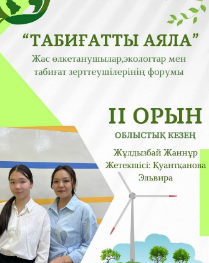 “ТАБИҒАТТЫ АЯЛА”
Жас өлкетанушылар,экологтар мен
табиғат зерттеушілерінің форумы
II ОРЫН
ОБЛЫСТЫҚ КЕЗЕҢ
Жұлдызбай Жаннұр
Жетекшісі: Қуантқанова
Эльвира